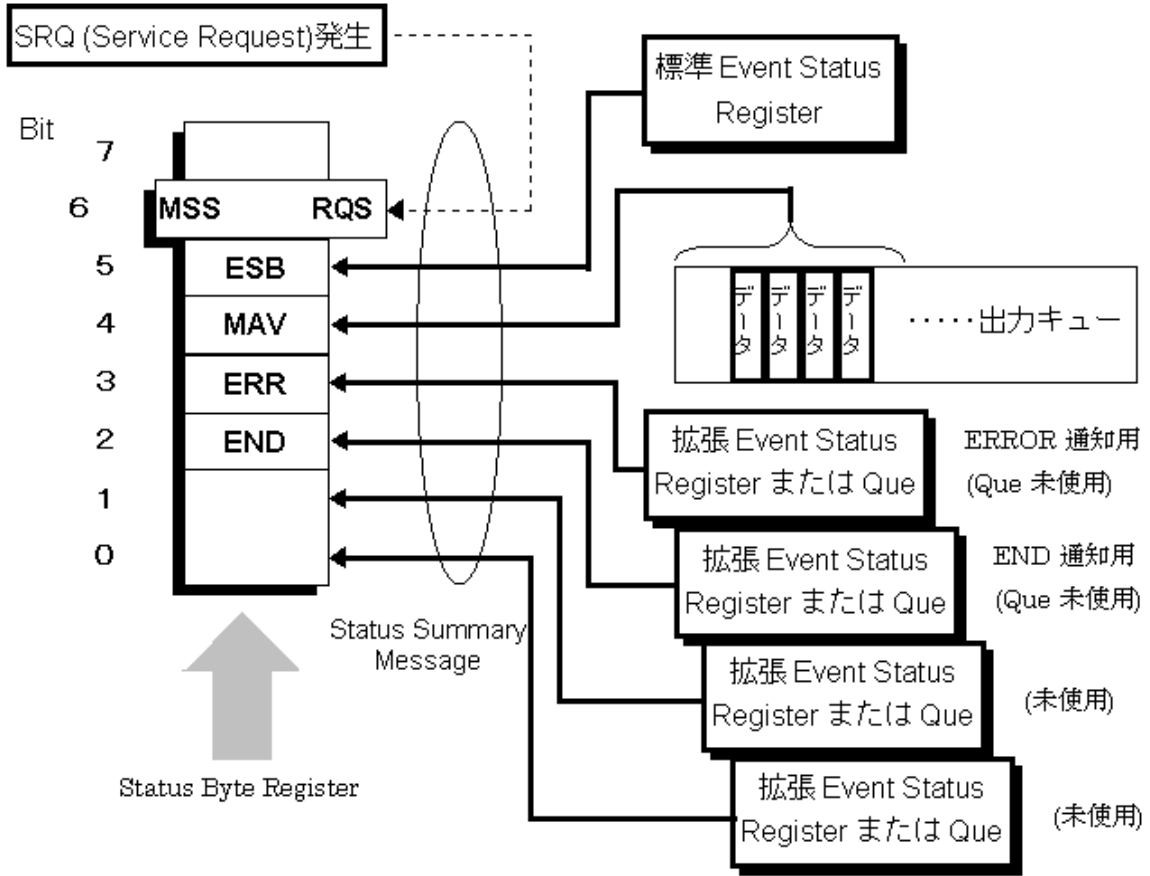 SRQ (Service Request)発生
標準 Event Status
Register
Bit
7
6
MSS RQS
5
ESB
4
MAV
3
ERR
2
END
1
0
データ
データ
データ
データ
・・・・・出力キュー
拡張 Event Status
Register または Que
ERROR 通知用
(Que 未使用)
拡張 Event Status
Register または Que
END 通知用
(Que 未使用)
拡張 Event Status
Register または Que
(未使用)
拡張 Event Status
Register または Que
(未使用)
Status Summary
Message
Status Byte Register